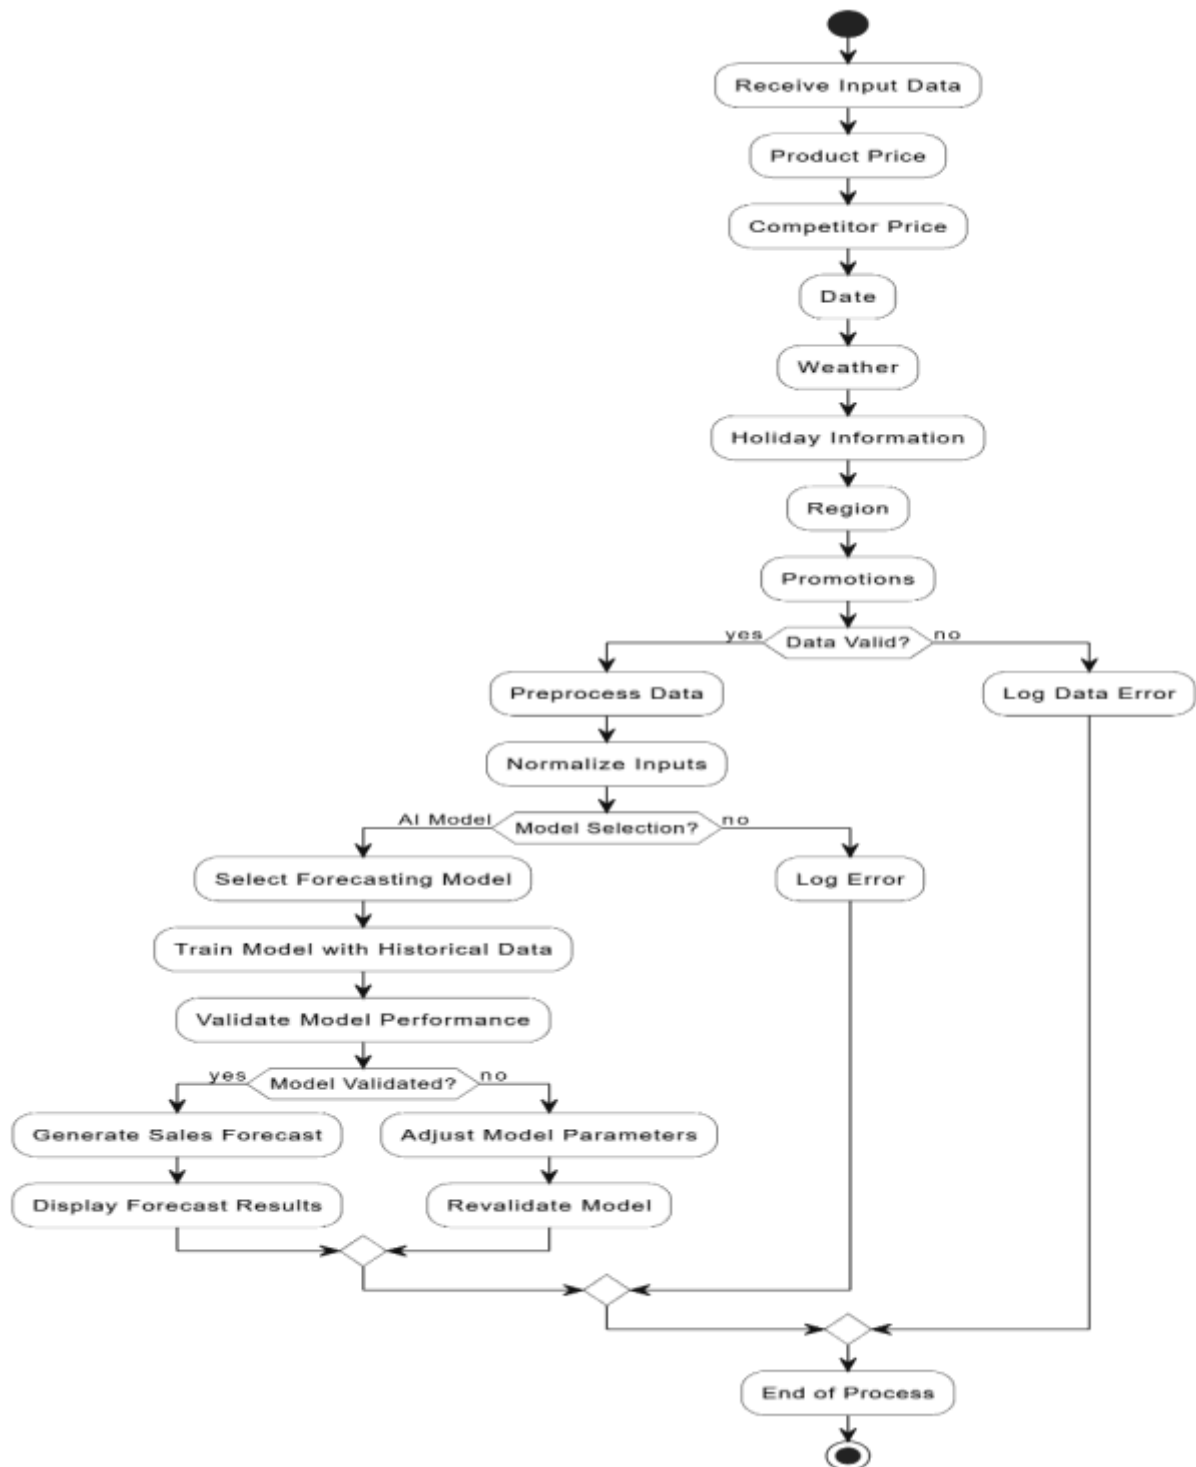 Receive Input Data
Product Price
Competitor Price
Date
Weather
Holiday Information
Region
Promotions
yes
Data Valid?
no
Preprocess Data
Log Data Error
Normalize Inputs
AI Model
Model Selection?
no
Select Forecasting Model
Log Error
Train Model with Historical Data
Validate Model Performance
yes
Model Validated?
no
Generate Sales Forecast
Adjust Model Parameters
Display Forecast Results
Revalidate Model
End of Process